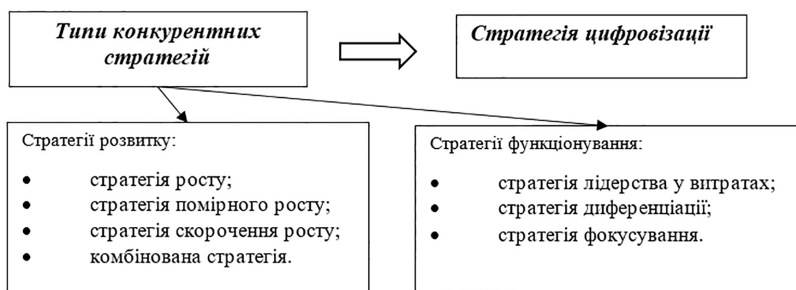 Типи конкурентних
стратегій
Стратегія цифровізації
Стратегії розвитку:
• стратегія росту;
• стратегія помірного росту;
• стратегія скорочення росту;
• комбінована стратегія.
Стратегії функціонування:
• стратегія лідерства у витратах;
• стратегія диференціації;
• стратегія фокусування.